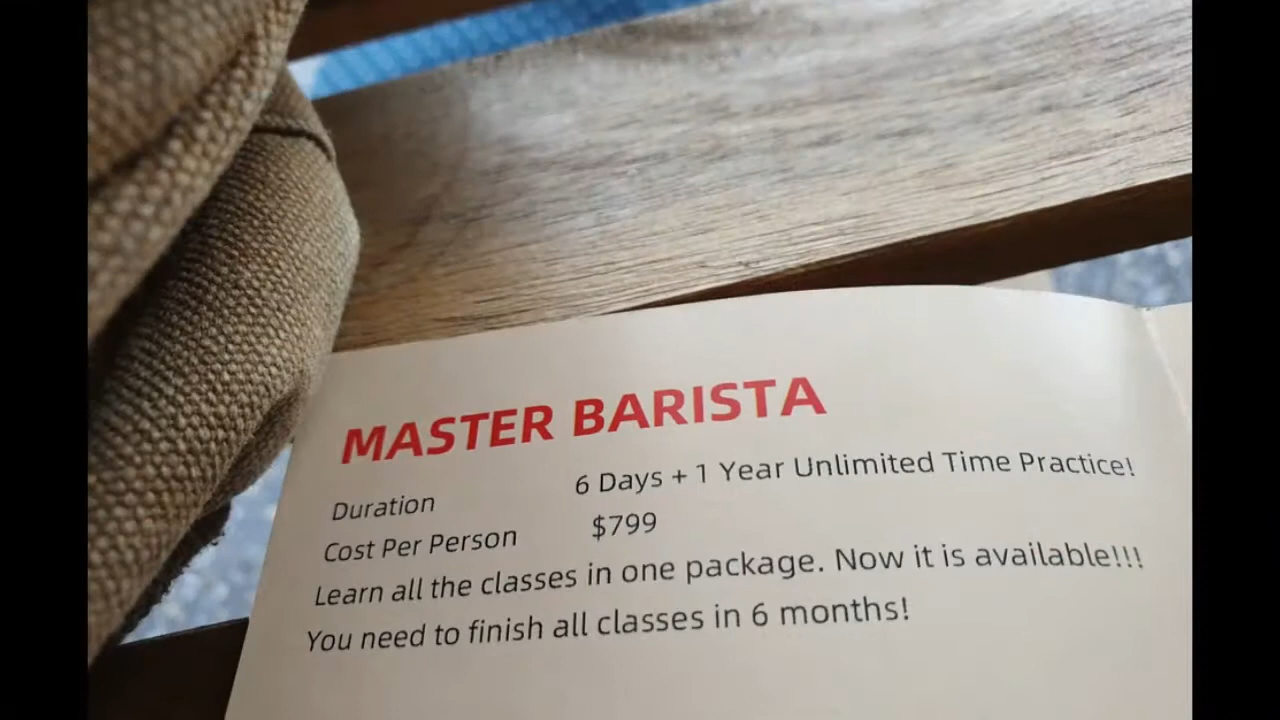 MASTER BARISTA
Duration 6 Days + 1 Year Unlimited Time Practice!
Cost Per Person $799
Learn all the classes in one package. Now it is available!!!
You need to finish all classes in 6 months!